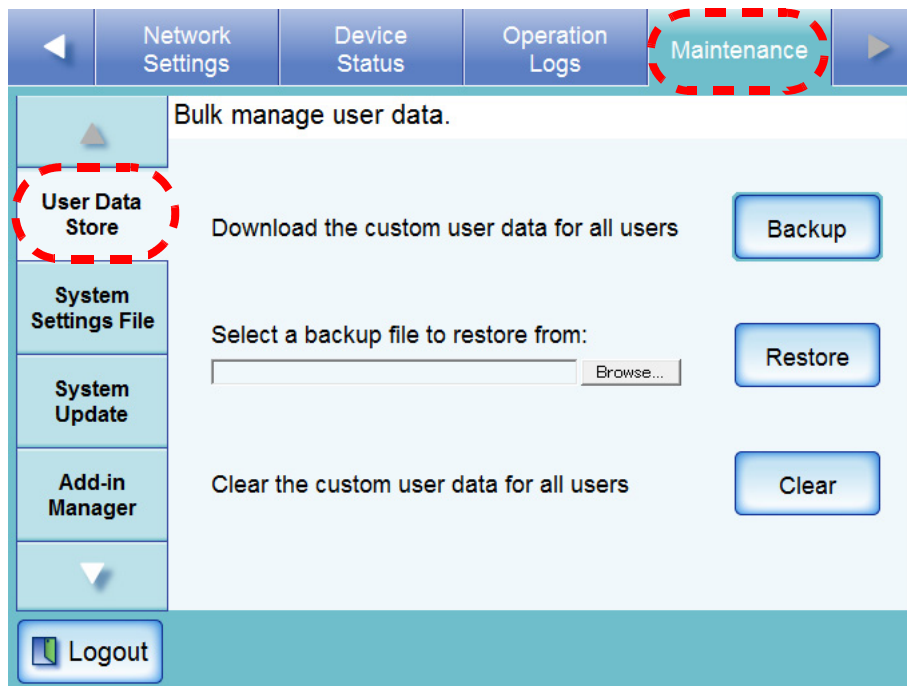 Network
Settings
Device
Status
Operation
Logs
Maintenance
Bulk manage user data.
User Data
Store
Download the custom user data for all users
Backup
System
Settings File
Select a backup file to restore from:
Browse...
Restore
System
Update
Add-in
Manager
Clear the custom user data for all users
Clear
Logout